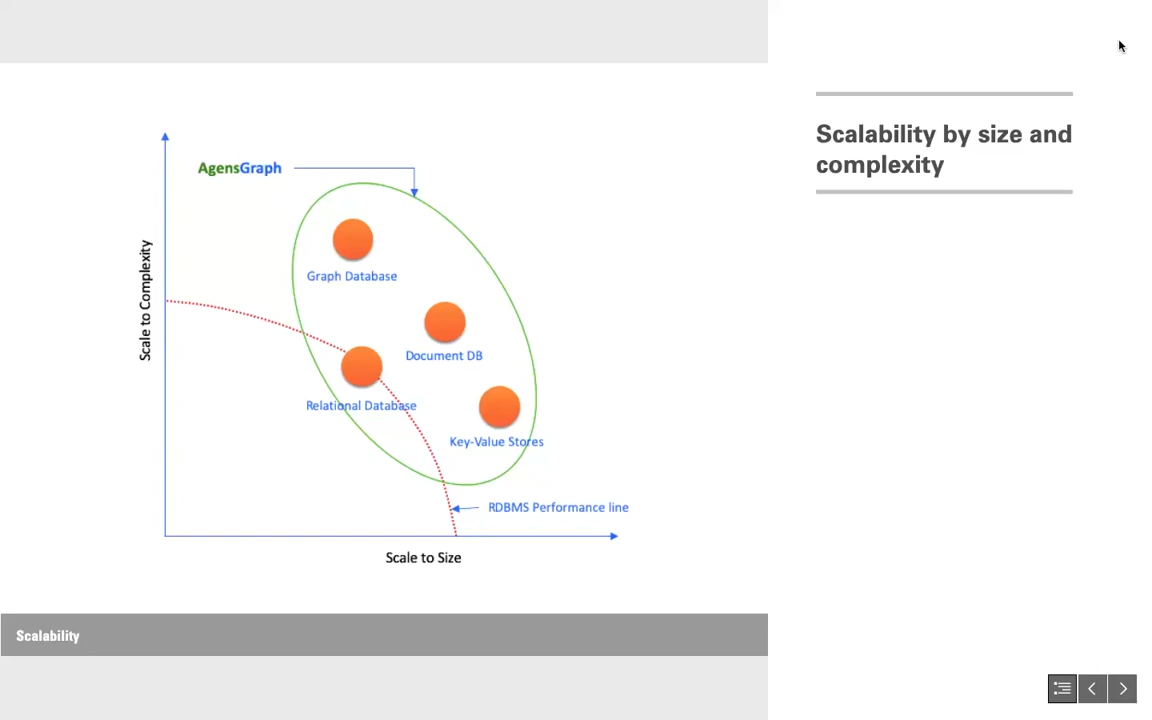 Scalability by size and
complexity
AgensGraph
Graph Database
Document DB
Relational Database
Key-Value Stores
RDBMS Performance line
Scale to Complexity
Scale to Size
Scalability